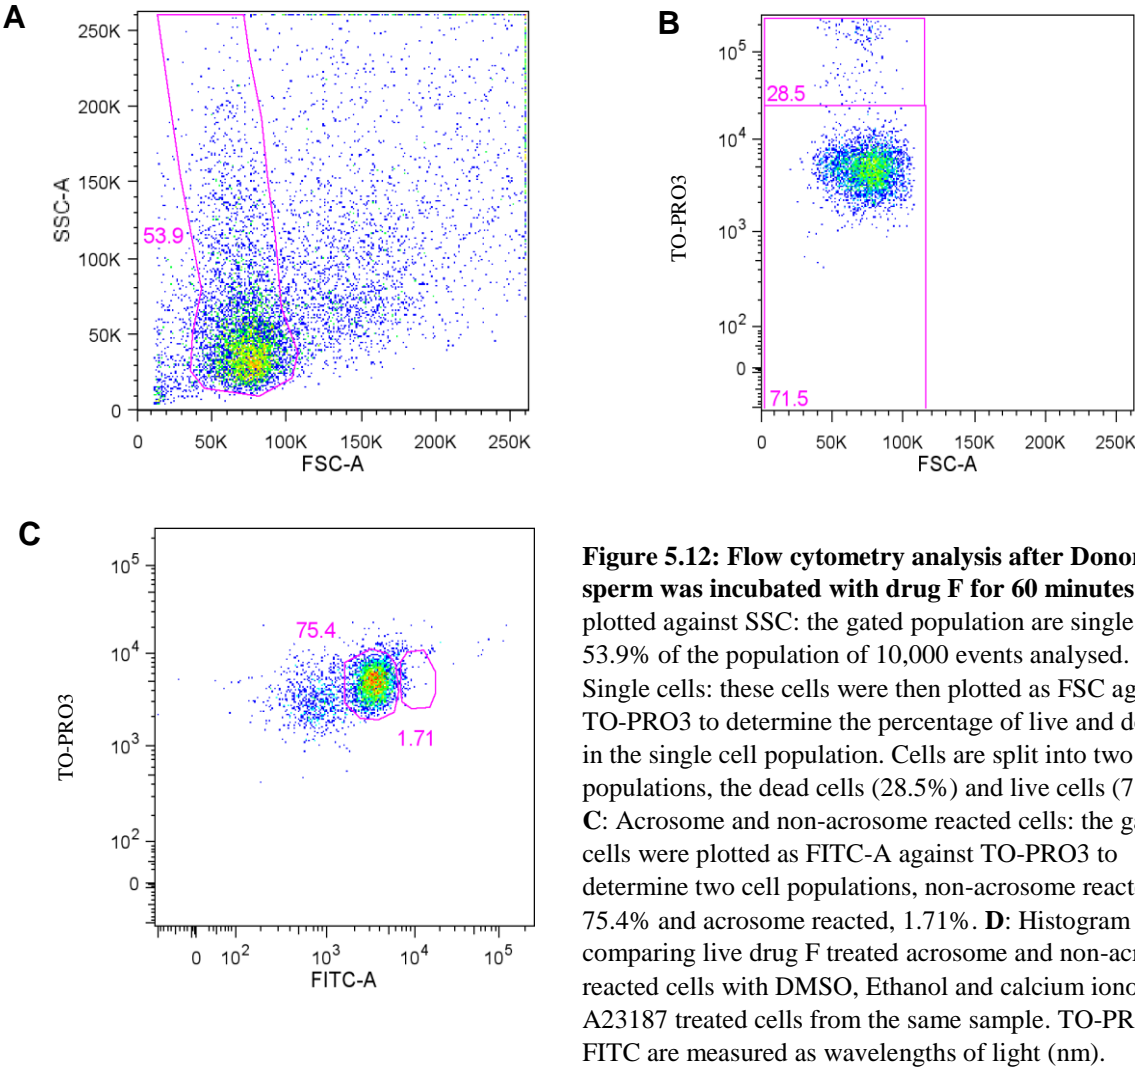 A
250K
200K
150K
100K
50K
0
SSC-A
53.9
0 50K 100K 150K 200K 250K
FSC-A
B
10^5
10^4
10^3
10^2
0
TO-PRO3
28.5
71.5
0 50K 100K 150K 200K 250K
FSC-A
C
10^5
10^4
10^3
10^2
0
TO-PRO3
75.4
1.71
0 10^2 10^3 10^4 10^5
FITC-A
Figure 5.12: Flow cytometry analysis after Donor
sperm was incubated with drug F for 60 minutes
plotted against SSC: the gated population are single
53.9% of the population of 10,000 events analysed.
Single cells: these cells were then plotted as FSC ag
TO-PRO3 to determine the percentage of live and d
in the single cell population. Cells are split into two
populations, the dead cells (28.5%) and live cells (7
C: Acrosome and non-acrosome reacted cells: the ga
cells were plotted as FITC-A against TO-PRO3 to
determine two cell populations, non-acrosome react
75.4% and acrosome reacted, 1.71%. D: Histogram
comparing live drug F treated acrosome and non-acr
reacted cells with DMSO, Ethanol and calcium iono
A23187 treated cells from the same sample. TO-PR
FITC are measured as wavelengths of light (nm).